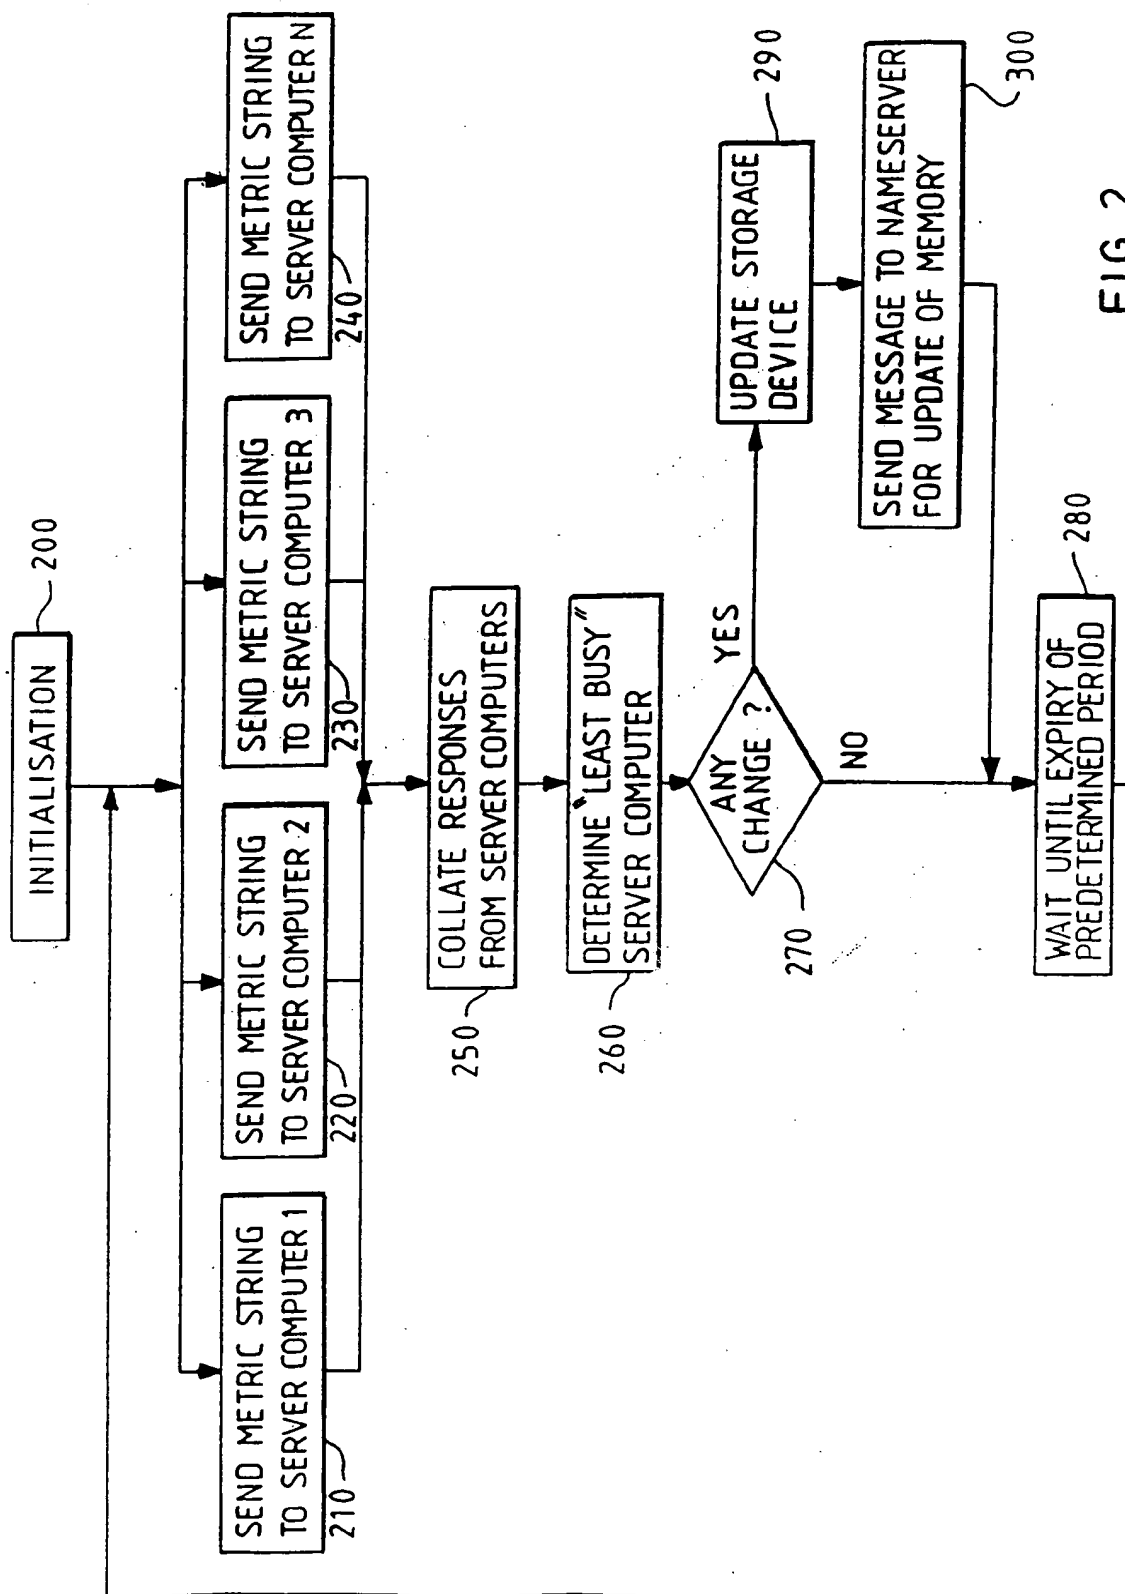 INITIALISATION
200
SEND METRIC STRING
TO SERVER COMPUTER 1
210
SEND METRIC STRING
TO SERVER COMPUTER 2
220
SEND METRIC STRING
TO SERVER COMPUTER 3
230
SEND METRIC STRING
TO SERVER COMPUTER N
240
COLLATE RESPONSES
FROM SERVER COMPUTERS
250
DETERMINE "LEAST BUSY"
SERVER COMPUTER
260
ANY
CHANGE ?
270
YES
NO
UPDATE STORAGE
DEVICE
290
SEND MESSAGE TO NAMESERVER
FOR UPDATE OF MEMORY
300
WAIT UNTIL EXPIRY OF
PREDETERMINED PERIOD
280
FIG. 2